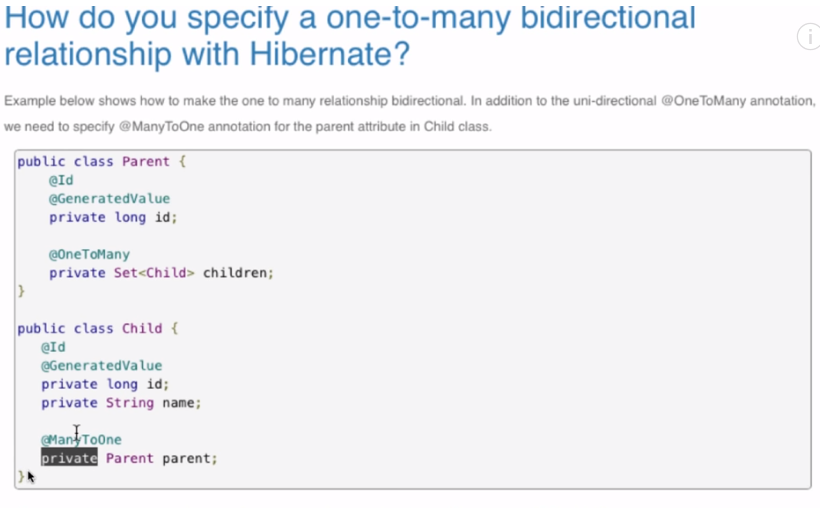 How do you specify a one-to-many bidirectional
relationship with Hibernate?
i
Example below shows how to make the one to many relationship bidirectional. In addition to the uni-directional @OneToMany annotation,
we need to specify @ManyToOne annotation for the parent attribute in Child class.
public class Parent {
    @Id
    @GeneratedValue
    private long id;
    @OneToMany
    private Set<Child> children;
}
public class Child {
   @Id
   @GeneratedValue
   private long id;
   private String name;
   @ManyToOne
   private Parent parent;
}